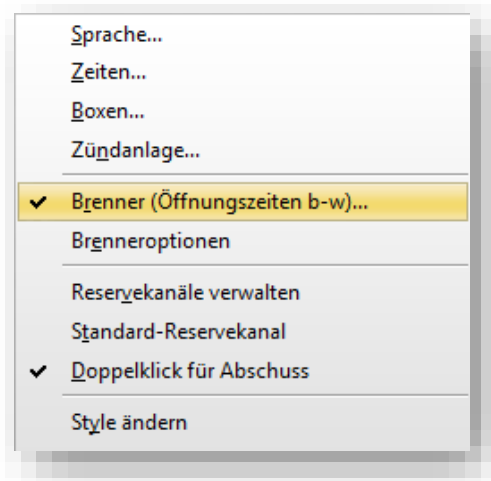 Sprache...
Zeiten...
Boxen...
Zündanlage...
Brenner (Öffnungszeiten b-w)...
Brenneroptionen
Reservekanäle verwalten
Standard-Reservekanal
Doppelklick für Abschuss
Style ändern